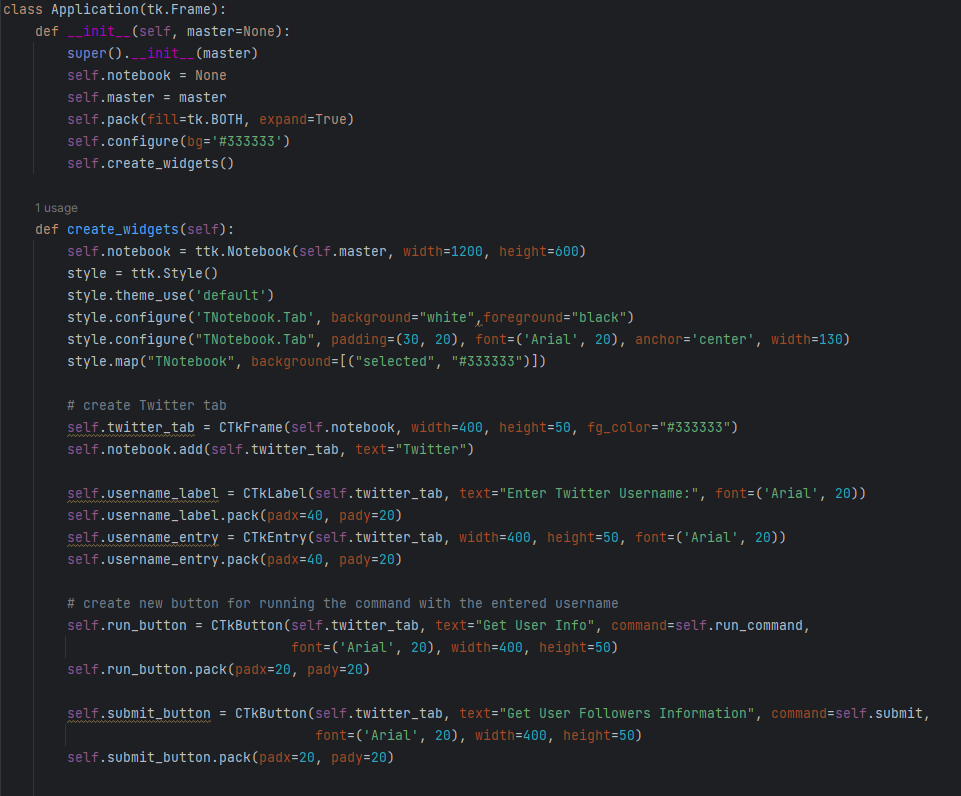 class Application(tk.Frame):
    def __init__(self, master=None):
        super().__init__(master)
        self.notebook = None
        self.master = master
        self.pack(fill=tk.BOTH, expand=True)
        self.configure(bg='#333333')
        self.create_widgets()
    1 usage
    def create_widgets(self):
        self.notebook = ttk.Notebook(self.master, width=1200, height=600)
        style = ttk.Style()
        style.theme_use('default')
        style.configure('TNotebook.Tab', background="white",foreground="black")
        style.configure("TNotebook.Tab", padding=(30, 20), font=('Arial', 20), anchor='center', width=130)
        style.map("TNotebook", background=[("selected", "#333333")])
        # create Twitter tab
        self.twitter_tab = CTkFrame(self.notebook, width=400, height=50, fg_color="#333333")
        self.notebook.add(self.twitter_tab, text="Twitter")
        self.username_label = CTkLabel(self.twitter_tab, text="Enter Twitter Username:", font=('Arial', 20))
        self.username_label.pack(padx=40, pady=20)
        self.username_entry = CTkEntry(self.twitter_tab, width=400, height=50, font=('Arial', 20))
        self.username_entry.pack(padx=40, pady=20)
        # create new button for running the command with the entered username
        self.run_button = CTkButton(self.twitter_tab, text="Get User Info", command=self.run_command,
                                    font=('Arial', 20), width=400, height=50)
        self.run_button.pack(padx=20, pady=20)
        self.submit_button = CTkButton(self.twitter_tab, text="Get User Followers Information", command=self.submit,
                                       font=('Arial', 20), width=400, height=50)
        self.submit_button.pack(padx=20, pady=20)